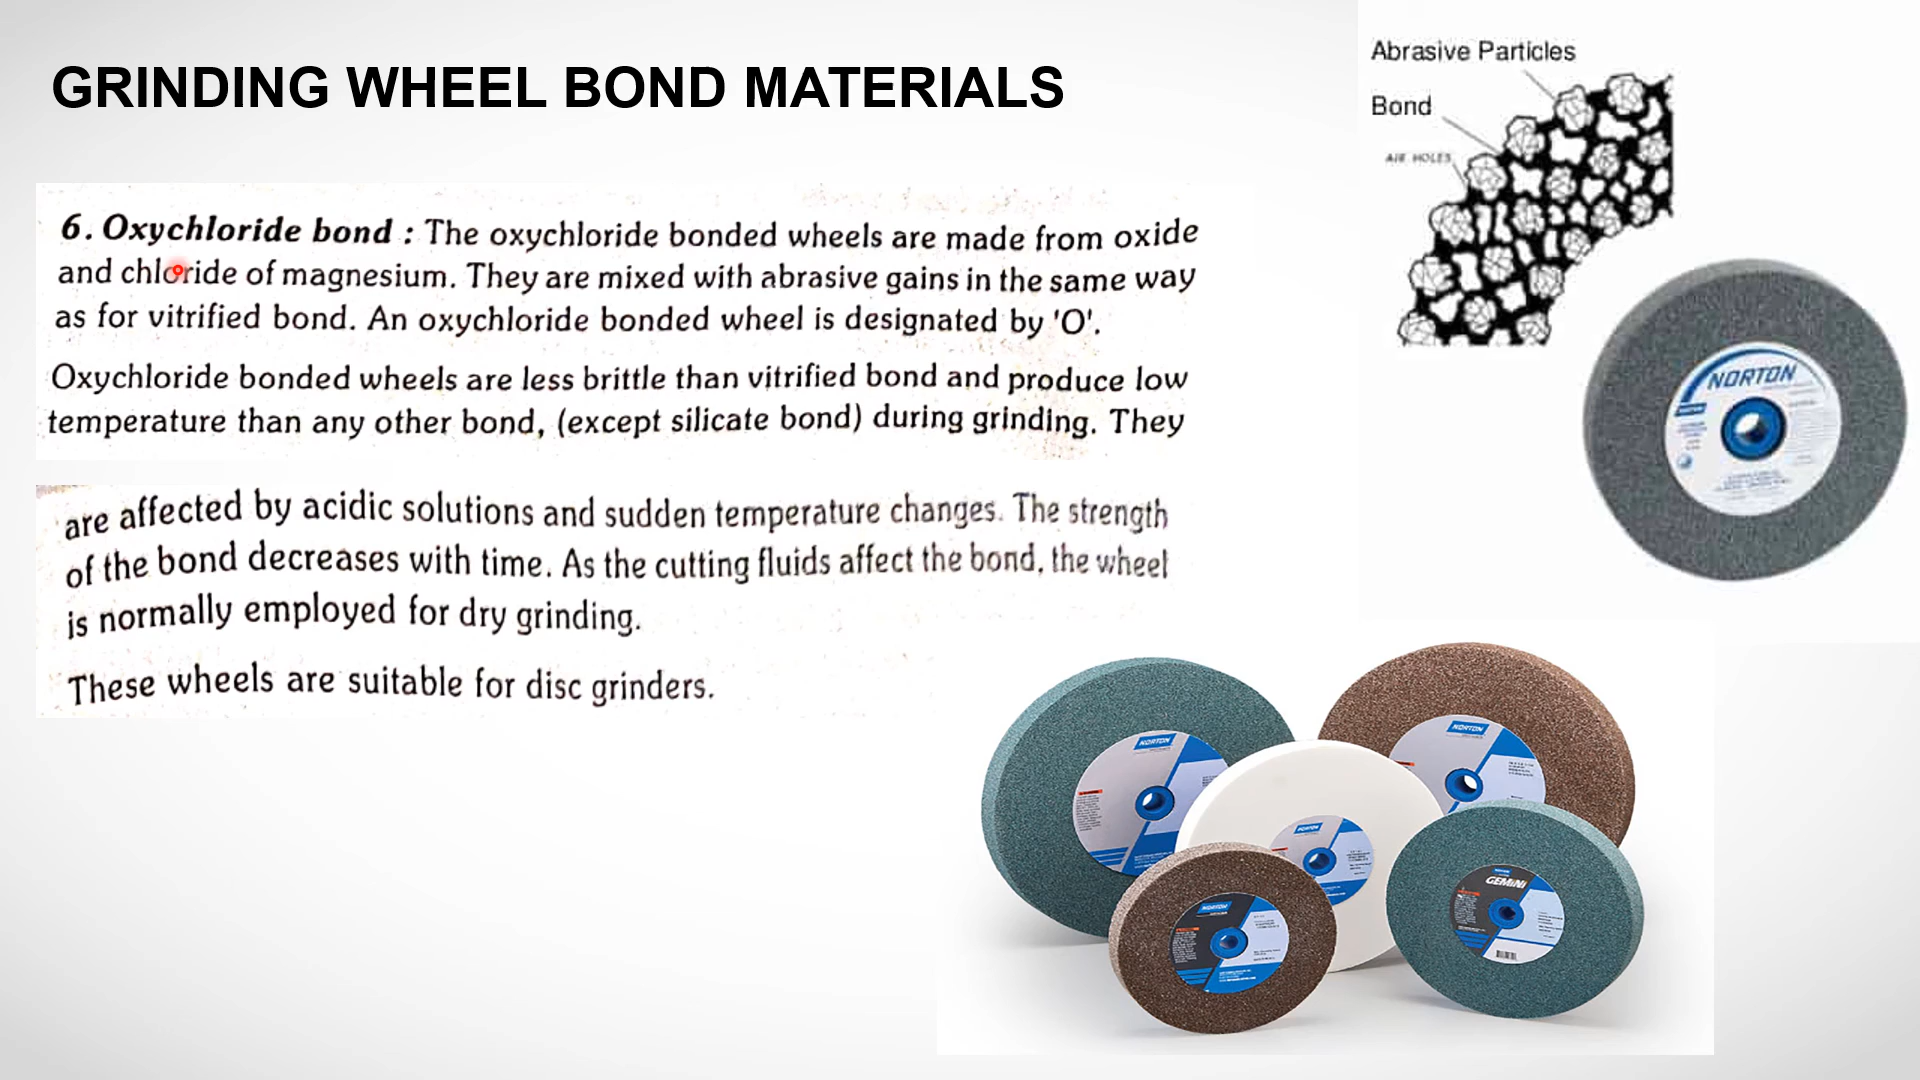 GRINDING WHEEL BOND MATERIALS
6. Oxychloride bond : The oxychloride bonded wheels are made from oxide
and chloride of magnesium. They are mixed with abrasive gains in the same way
as for vitrified bond. An oxychloride bonded wheel is designated by 'O'.
Oxychloride bonded wheels are less brittle than vitrified bond and produce low
temperature than any other bond, (except silicate bond) during grinding. They
are affected by acidic solutions and sudden temperature changes. The strength
of the bond decreases with time. As the cutting fluids affect the bond, the wheel
is normally employed for dry grinding.
These wheels are suitable for disc grinders.
Abrasive Particles
Bond
AIR HOLES
NORTON
NORTON
NORTON
NORTON
NORTON
GEMINI